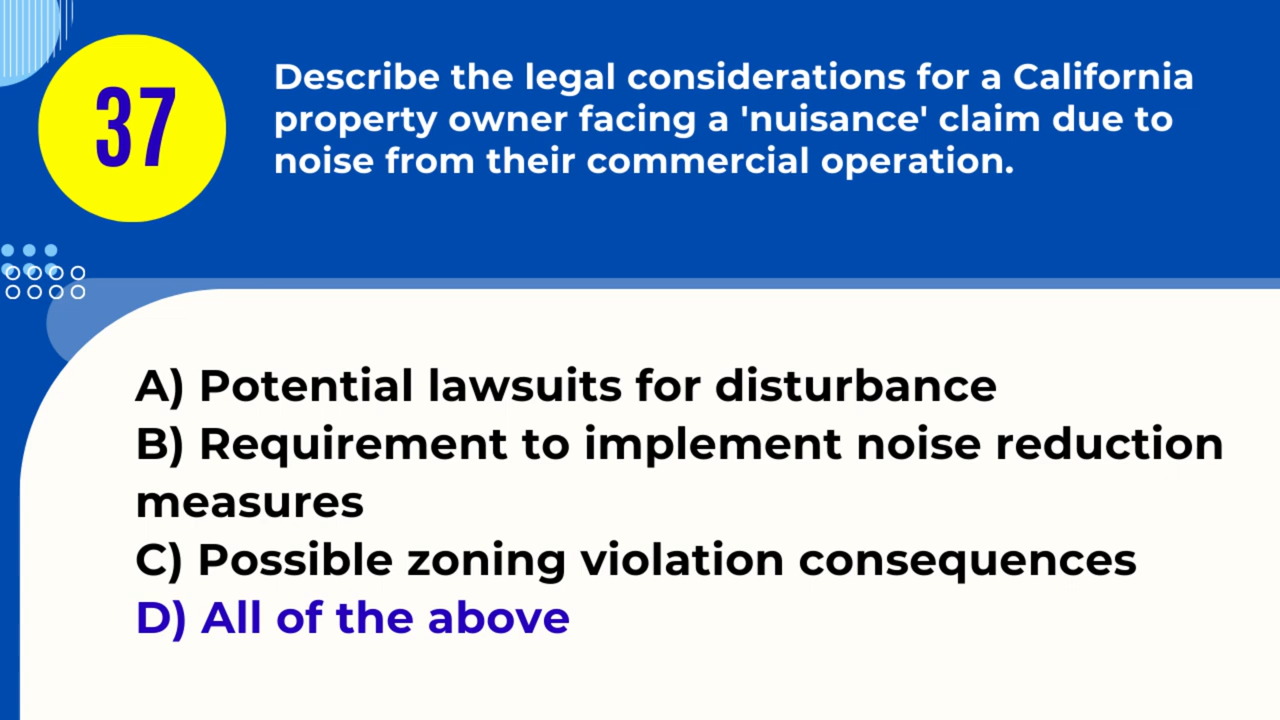 37
Describe the legal considerations for a California
property owner facing a 'nuisance' claim due to
noise from their commercial operation.
A) Potential lawsuits for disturbance
B) Requirement to implement noise reduction
measures
C) Possible zoning violation consequences
D) All of the above